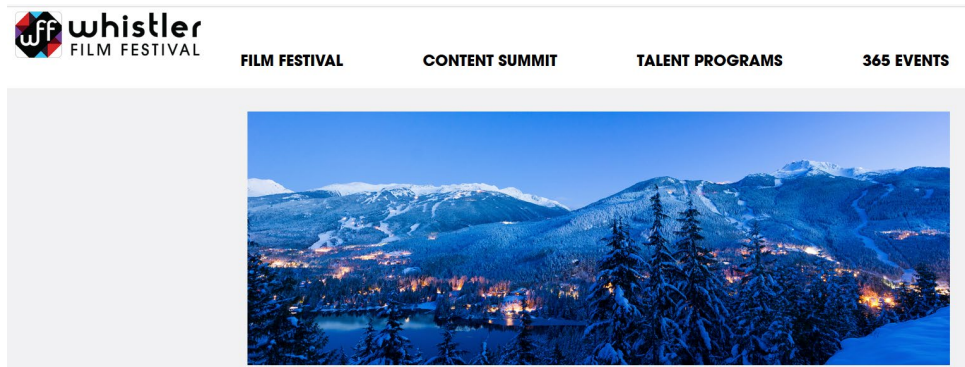 wff whistler
FILM FESTIVAL
FILM FESTIVAL CONTENT SUMMIT TALENT PROGRAMS 365 EVENTS